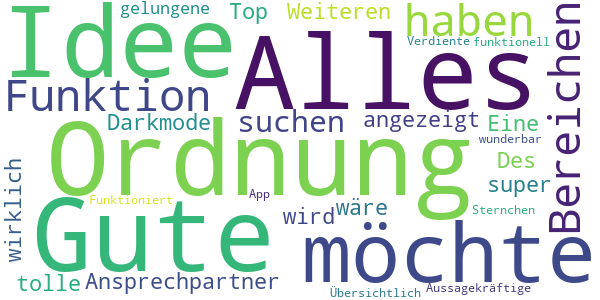 gelungene
Top
Weiteren
haben
Idee
Alles
Verdiente
funktionell
Bereichen
Funktion
Darkmode
suchen
angezeigt
Eine
Ordnung
wunderbar
Des
wirklich
super
Funktioniert
App
Gute
wird
wäre
Sternchen
möchte
tolle
Ansprechpartner
Übersichtlich
Aussagekräftige